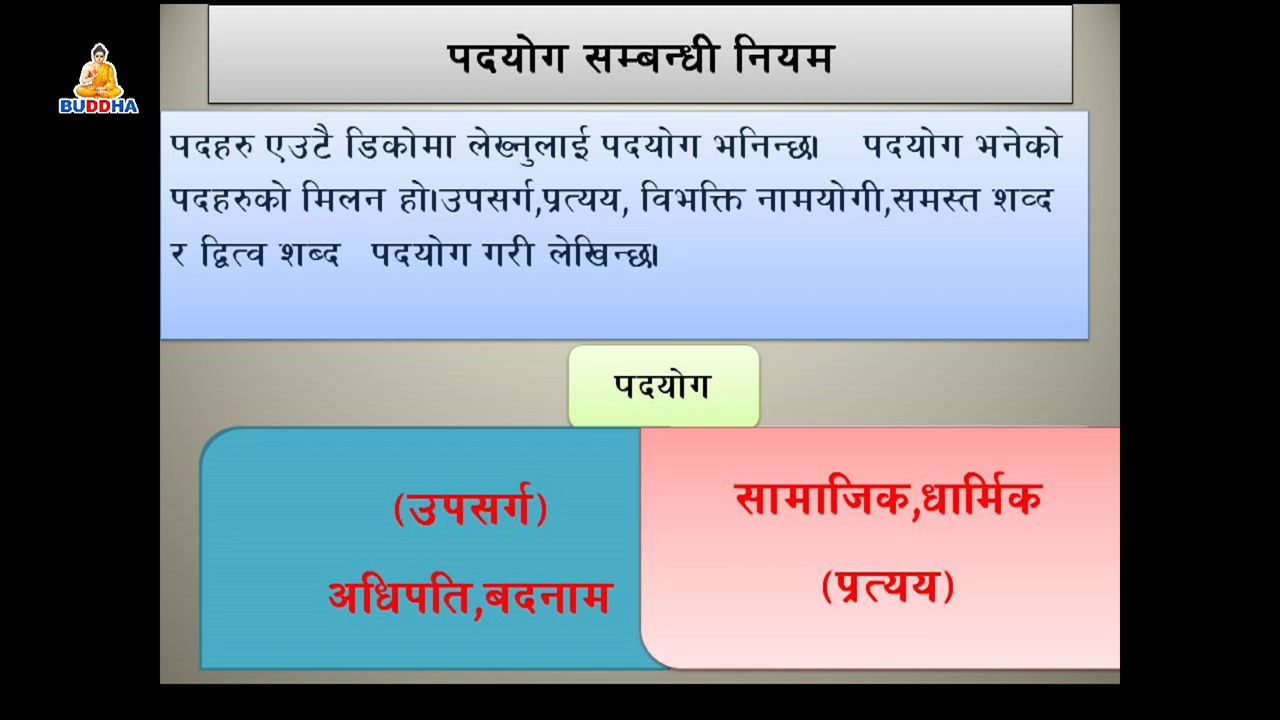 BUDDHA
पदयोग सम्बन्धी नियम
पदहरु एउटै डिकोमा लेख्नुलाई पदयोग भनिन्छ। पदयोग भनेको
पदहरुको मिलन हो।उपसर्ग,प्रत्यय, विभक्ति नामयोगी,समस्त शव्द
र द्वित्व शब्द पदयोग गरी लेखिन्छ।
पदयोग
(उपसर्ग)
अधिपति,बदनाम
सामाजिक,धार्मिक
(प्रत्यय)